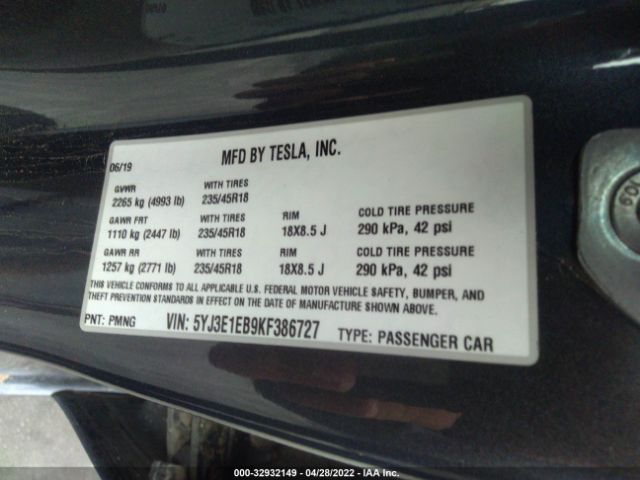 06/19
MFD BY TESLA, INC.
GVWR WITH TIRES
2265 kg (4993 lb) 235/45R18
GAWR FRT WITH TIRES RIM COLD TIRE PRESSURE
1110 kg (2447 lb) 235/45R18 18X8.5 J 290 kPa, 42 psi
GAWR RR WITH TIRES RIM COLD TIRE PRESSURE
1257 kg (2771 lb) 235/45R18 18X8.5 J 290 kPa, 42 psi
THIS VEHICLE CONFORMS TO ALL APPLICABLE U.S. FEDERAL MOTOR VEHICLE SAFETY, BUMPER, AND
THEFT PREVENTION STANDARDS IN EFFECT ON THE DATE OF MANUFACTURE SHOWN ABOVE.
PNT: PMNG VIN: 5YJ3E1EB9KF386727 TYPE: PASSENGER CAR
000-32932149 - 04/28/2022 - IAA Inc.